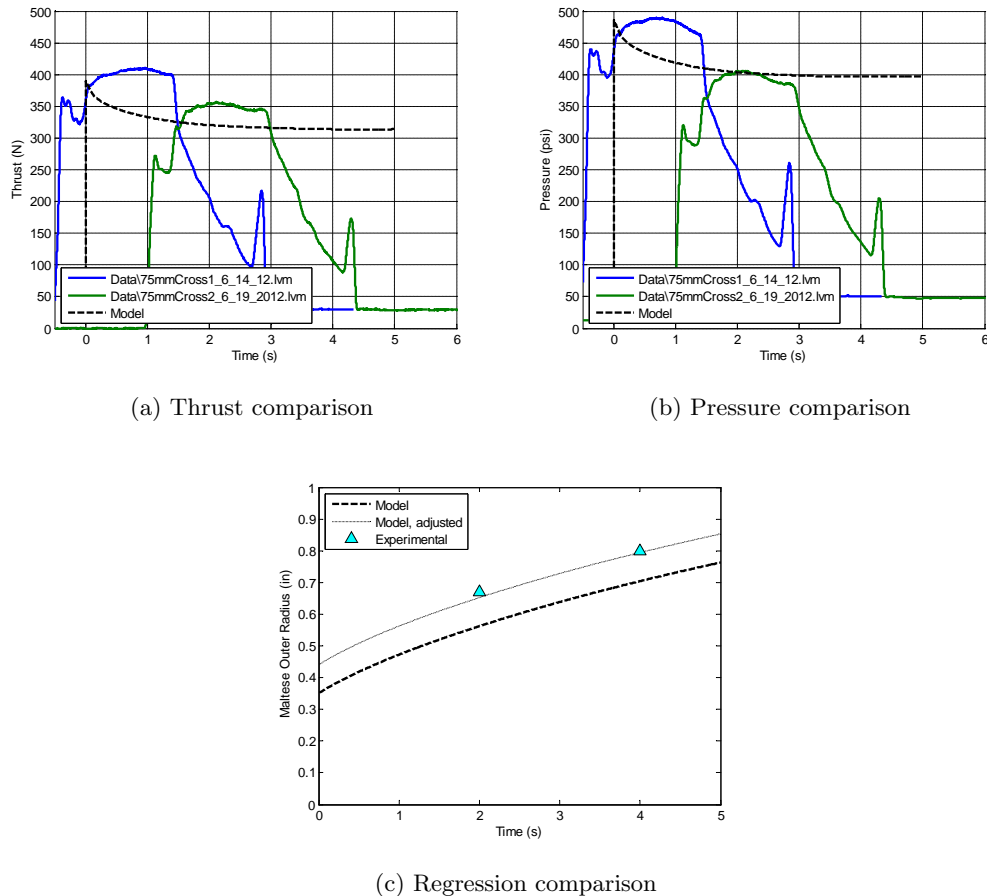 500
450
400
350
300
250
200
150
100
50
0
Thrust (N)
Data\75mmCross1_6_14_12.lvm
Data\75mmCross2_6_19_2012.lvm
Model
0 1 2 3 4 5 6
Time (s)
(a) Thrust comparison
500
450
400
350
300
250
200
150
100
50
0
Pressure (psi)
Data\75mmCross1_6_14_12.lvm
Data\75mmCross2_6_19_2012.lvm
Model
0 1 2 3 4 5 6
Time (s)
(b) Pressure comparison
1
0.9
0.8
0.7
0.6
0.5
0.4
0.3
0.2
0.1
0
Maltese Outer Radius (in)
Model
Model, adjusted
Experimental
0 1 2 3 4 5
Time (s)
(c) Regression comparison